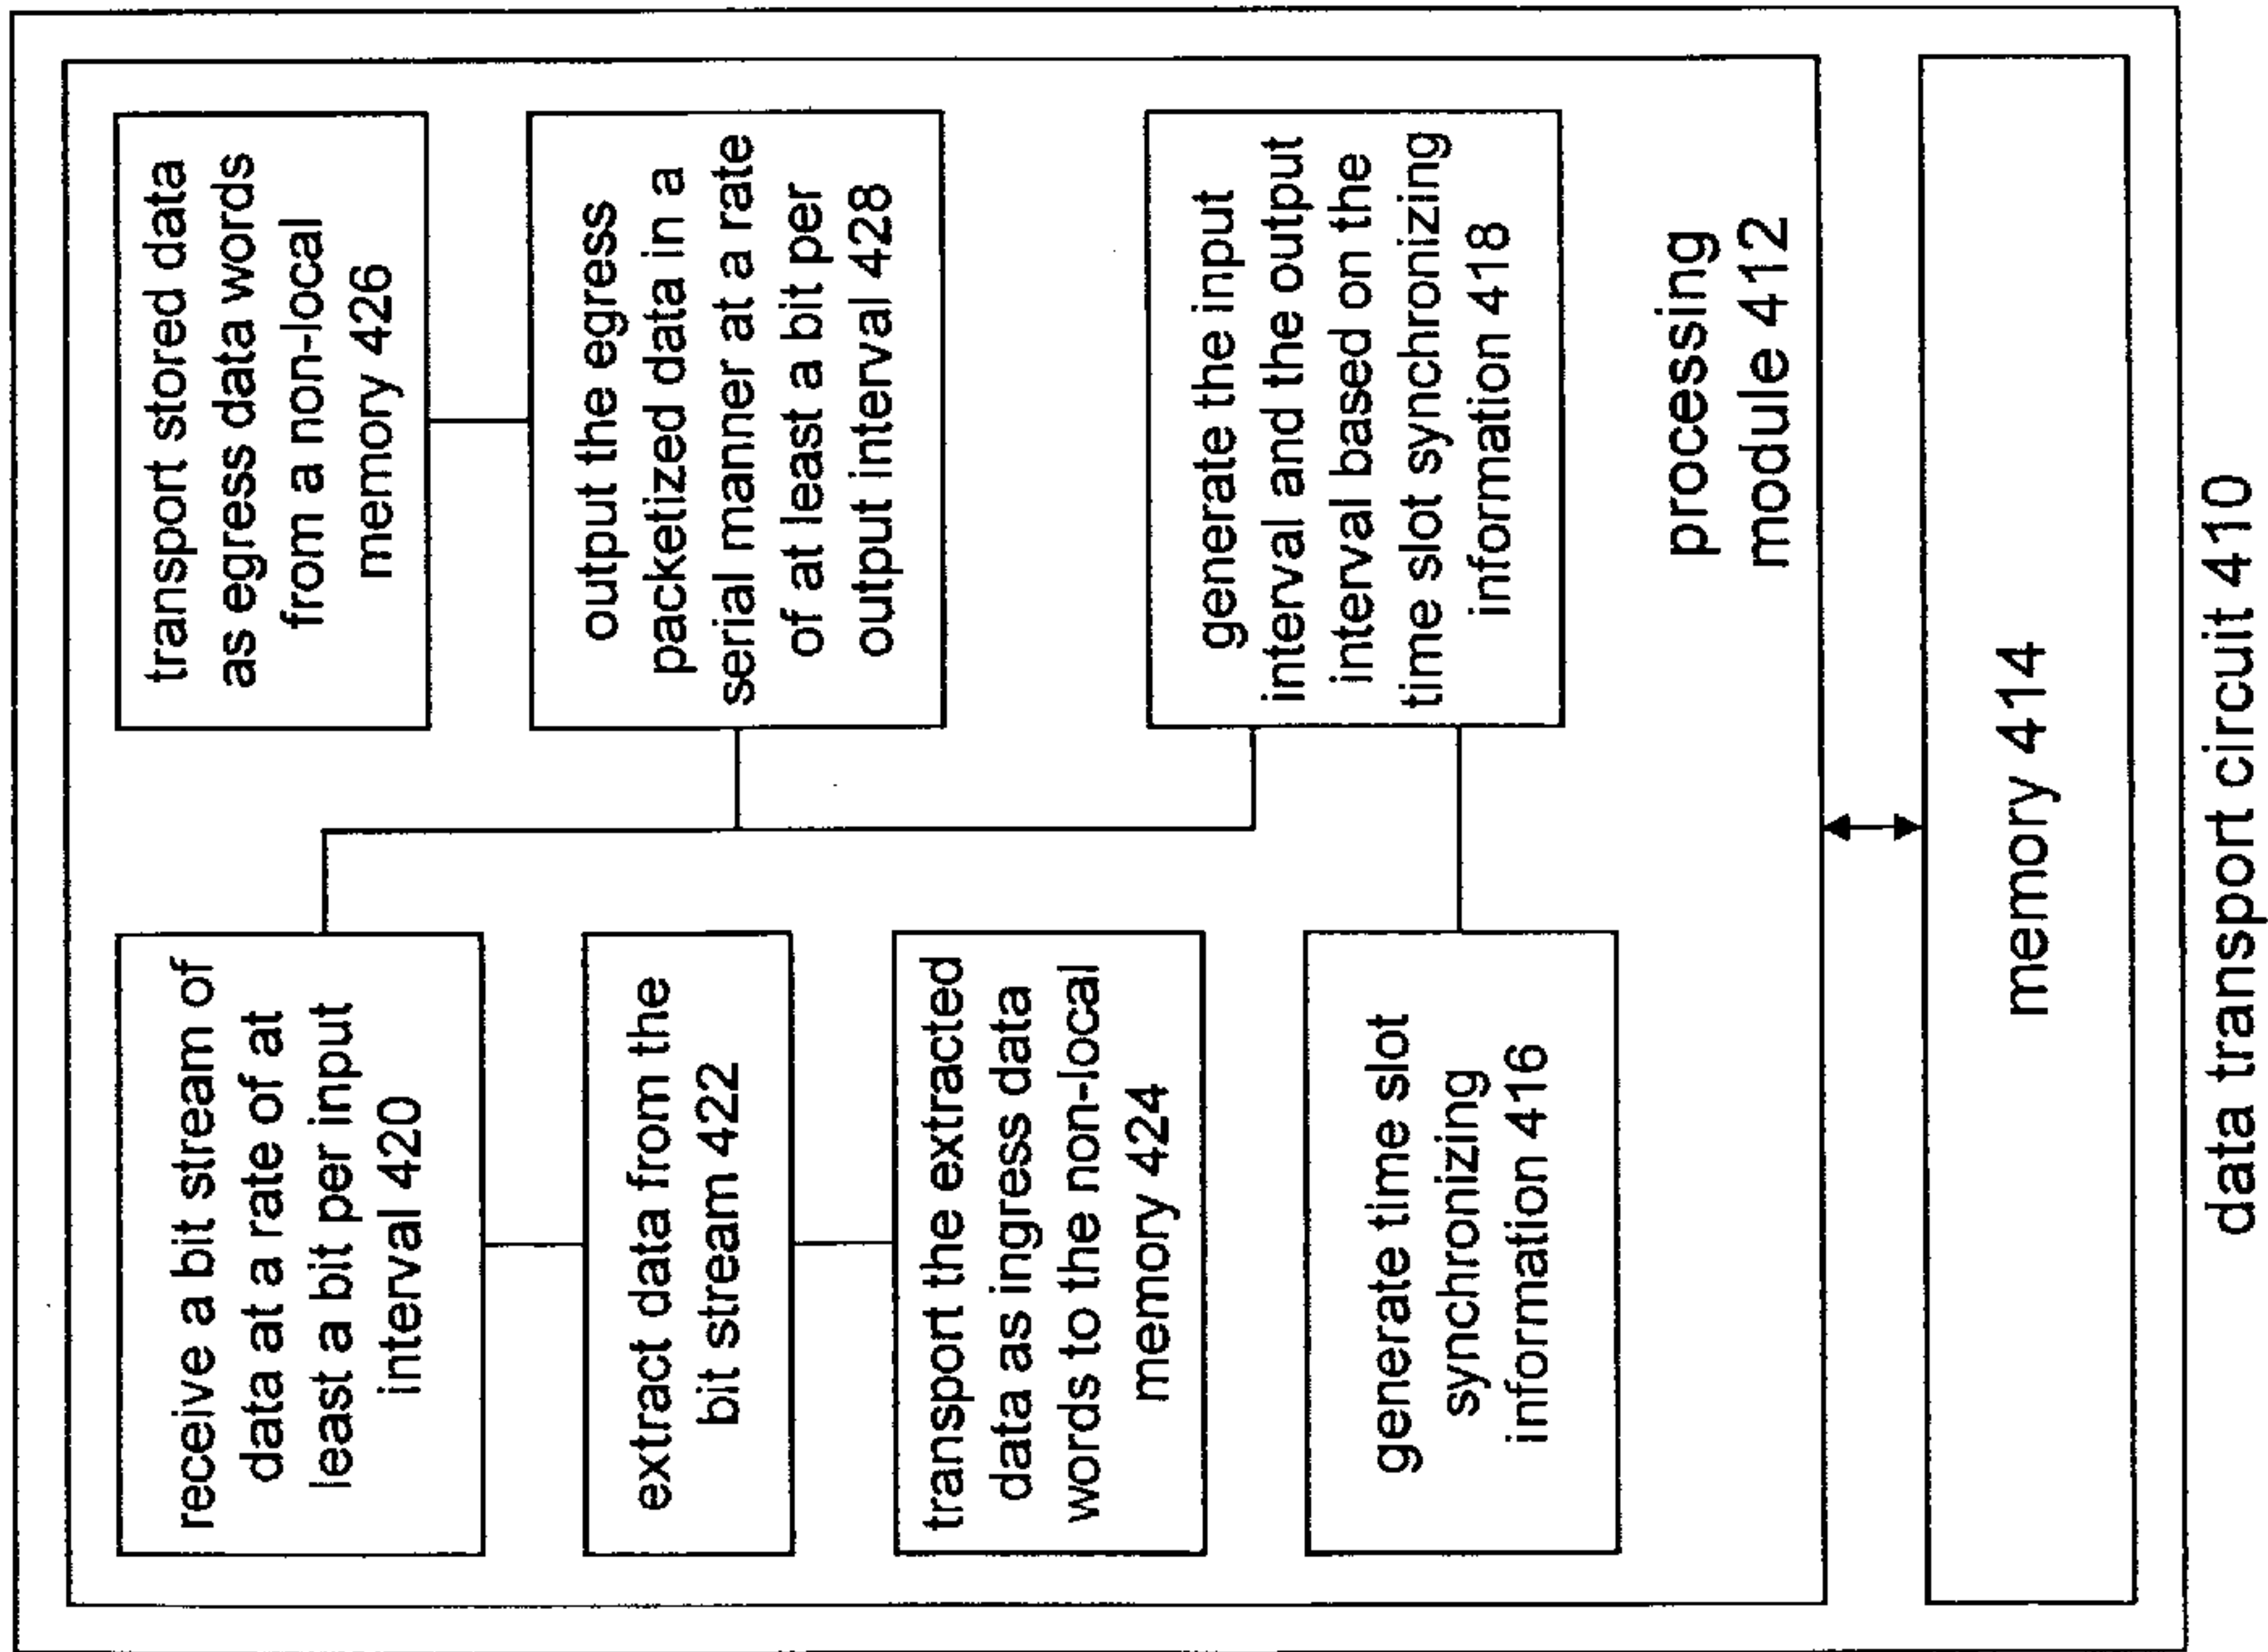 receive a bit stream of
data at a rate of at
least a bit per input
interval 420
extract data from the
bit stream 422
transport the extracted
data as ingress data
words to the non-local
memory 424
generate time slot
synchronizing
information 416
transport stored data
as egress data words
from a non-local
memory 426
output the egress
packetized data in a
serial manner at a rate
of at least a bit per
output interval 428
generate the input
interval and the output
interval based on the
time slot synchronizing
information 418
processing
module 412
memory 414
data transport circuit 410